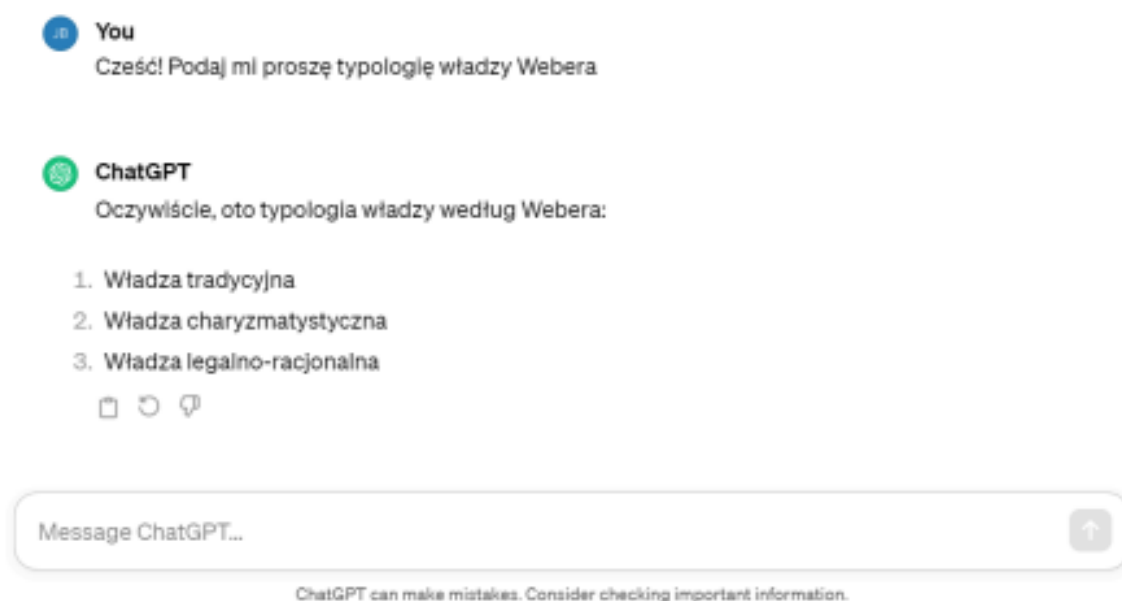 JD
You
Cześć! Podaj mi proszę typologię władzy Webera
ChatGPT
Oczywiście, oto typologia władzy według Webera:
1. Władza tradycyjna
2. Władza charyzmatystyczna
3. Władza legalno-racjonalna
Message ChatGPT...
ChatGPT can make mistakes. Consider checking important information.